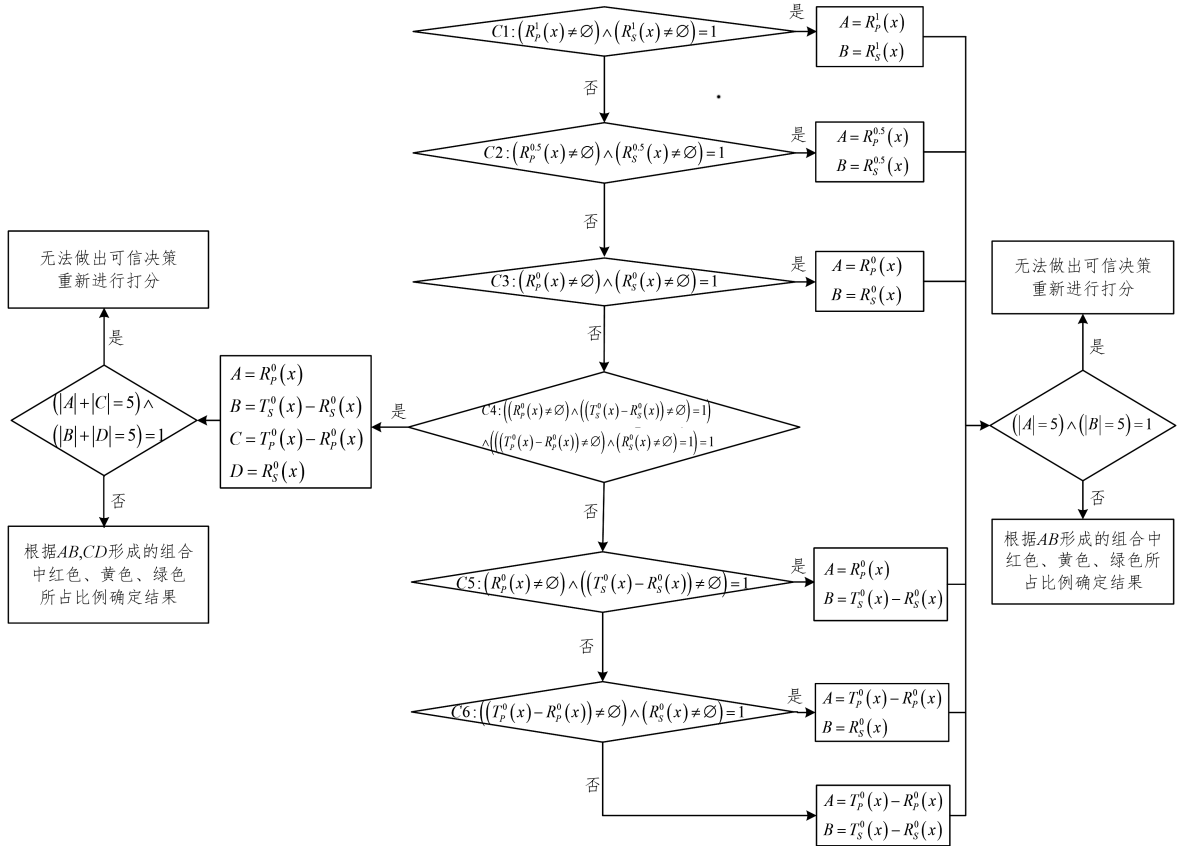 C1:(R_P^1(x)≠∅)∧(R_S^1(x)≠∅)=1
是
A=R_P^1(x)
B=R_S^1(x)
否
C2:(R_P^{0.5}(x)≠∅)∧(R_S^{0.5}(x)≠∅)=1
是
A=R_P^{0.5}(x)
B=R_S^{0.5}(x)
否
C3:(R_P^0(x)≠∅)∧(R_S^0(x)≠∅)=1
是
A=R_P^0(x)
B=R_S^0(x)
否
C4:((R_P^0(x)≠∅)∧((T_S^0(x)−R_S^0(x))≠∅)=1)
∧(((T_P^0(x)−R_P^0(x))≠∅)∧(R_S^0(x)≠∅)=1)=1
是
A=R_P^0(x)
B=T_S^0(x)−R_S^0(x)
C=T_P^0(x)−R_P^0(x)
D=R_S^0(x)
(|A|+|C|=5)∧
(|B|+|D|=5)=1
是
无法做出可信决策
重新进行打分
否
根据AB,CD形成的组合
中红色、黄色、绿色
所占比例确定结果
否
C5:(R_P^0(x)≠∅)∧((T_S^0(x)−R_S^0(x))≠∅)=1
是
A=R_P^0(x)
B=T_S^0(x)−R_S^0(x)
否
C6:((T_P^0(x)−R_P^0(x))≠∅)∧(R_S^0(x)≠∅)=1
是
A=T_P^0(x)−R_P^0(x)
B=R_S^0(x)
否
A=T_P^0(x)−R_P^0(x)
B=T_S^0(x)−R_S^0(x)
(|A|=5)∧(|B|=5)=1
是
无法做出可信决策
重新进行打分
否
根据AB形成的组合中
红色、黄色、绿色所
占比例确定结果